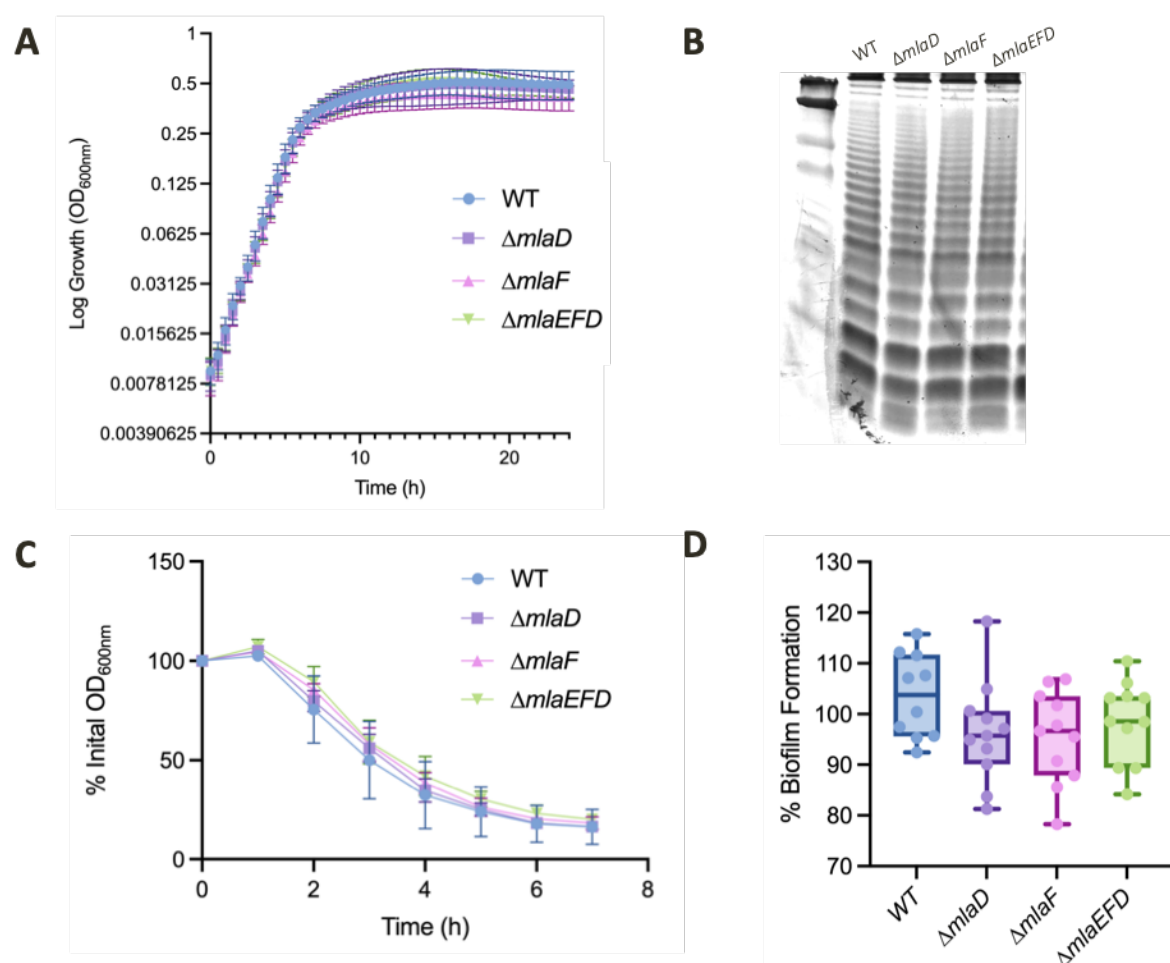 A
Log Growth (OD600nm)
1
0.5
0.25
0.125
0.0625
0.03125
0.015625
0.0078125
0.00390625
0
10
20
Time (h)
WT
ΔmlaD
ΔmlaF
ΔmlaEFD
B
WT
ΔmlaD
ΔmlaF
ΔmlaEFD
C
% Inital OD600nm
150
100
50
0
0
2
4
6
8
Time (h)
WT
ΔmlaD
ΔmlaF
ΔmlaEFD
D
% Biofilm Formation
130
120
110
100
90
80
70
WT
ΔmlaD
ΔmlaF
ΔmlaEFD